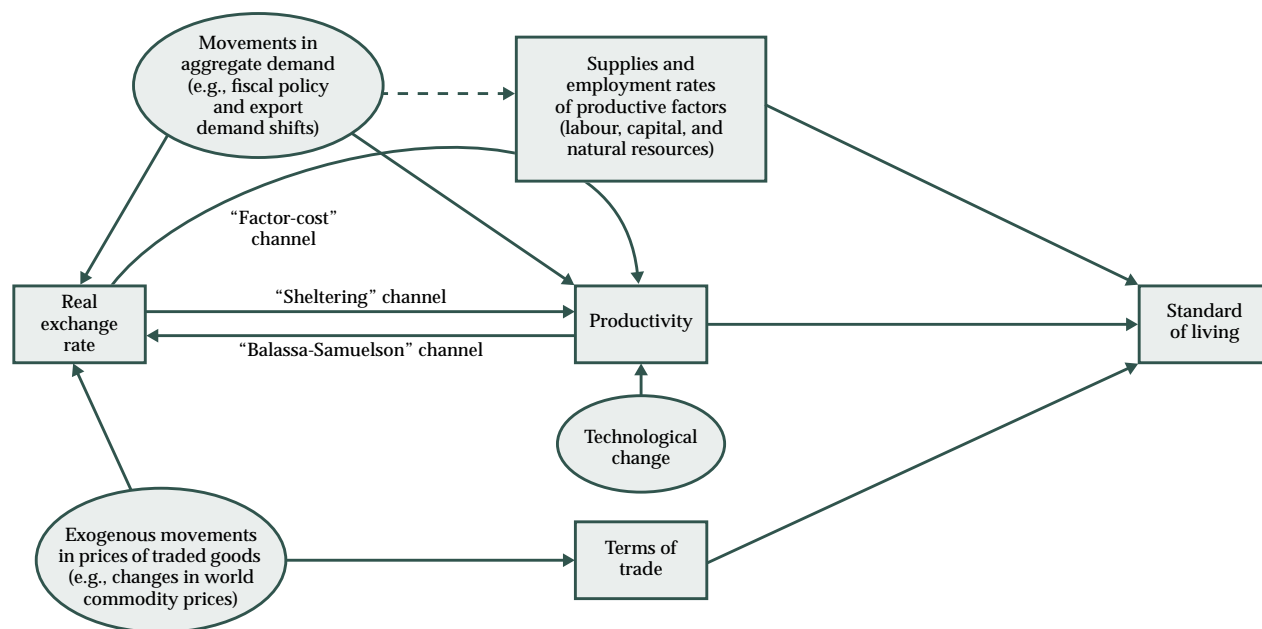 Movements in
aggregate demand
(e.g., fiscal policy
and export
demand shifts)
Supplies and
employment rates
of productive factors
(labour, capital, and
natural resources)
“Factor-cost”
channel
Real
exchange
rate
“Sheltering” channel
“Balassa-Samuelson” channel
Productivity
Standard
of living
Technological
change
Exogenous movements
in prices of traded goods
(e.g., changes in world
commodity prices)
Terms of
trade